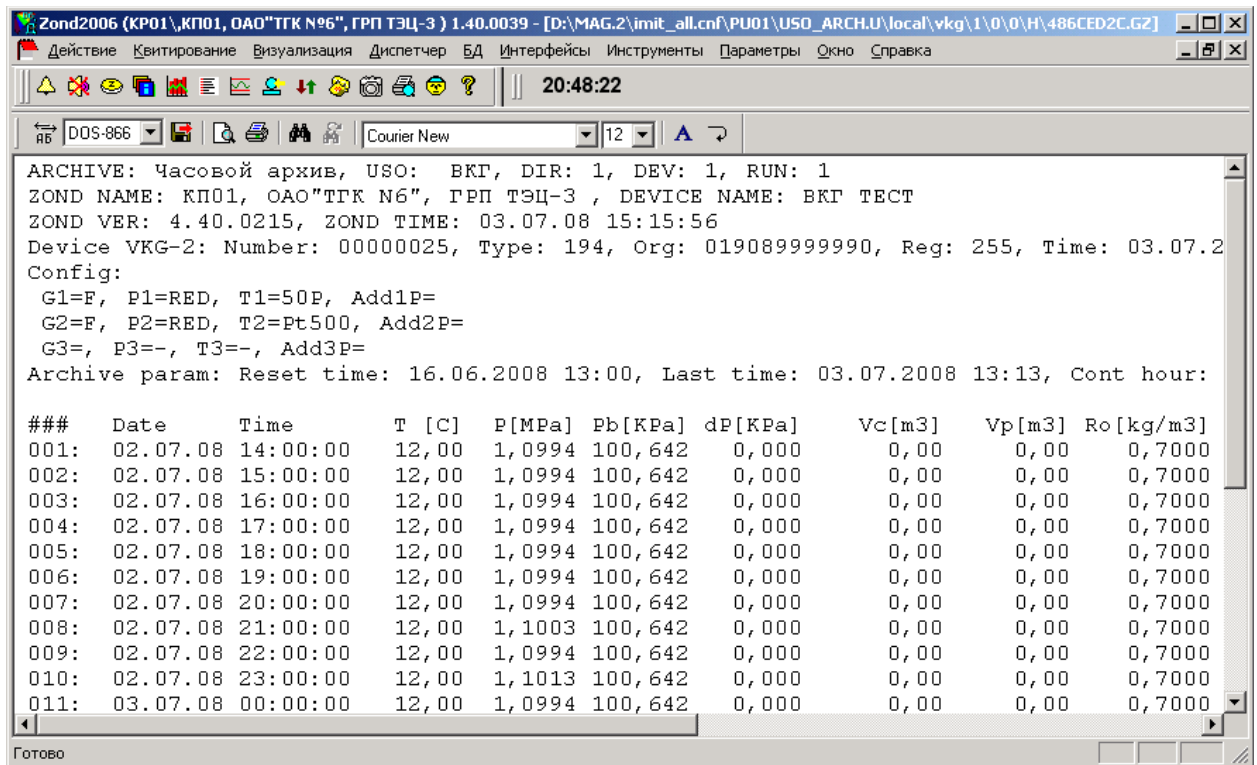 Zond2006 (KP01\,,КП01, ОАО"ТГК №6", ГРП ТЭЦ-3 ) 1.40.0039 - [D:\MAG.2\imit_all.cnf\PU01\USO_ARCH.U\local\vkg\1\0\0\H\486CED2C.GZ]
Действие Квитирование Визуализация Диспетчер БД Интерфейсы Инструменты Параметры Окно Справка
20:48:22
АБ DOS-866 Courier New 12 A
ARCHIVE: Часовой архив, USO:  ВКГ, DIR: 1, DEV: 1, RUN: 1
ZOND NAME: КП01, ОАО"ТГК N6", ГРП ТЭЦ-3 , DEVICE NAME: ВКГ ТЕСТ
ZOND VER: 4.40.0215, ZOND TIME: 03.07.08 15:15:56
Device VKG-2: Number: 00000025, Type: 194, Org: 019089999990, Reg: 255, Time: 03.07.2
Config:
G1=F, P1=RED, T1=50P, Add1P=
G2=F, P2=RED, T2=Pt500, Add2P=
G3=, P3=-, T3=-, Add3P=
Archive param: Reset time: 16.06.2008 13:00, Last time: 03.07.2008 13:13, Cont hour:
### Date Time T [C] P[MPa] Pb[KPa] dP[KPa] Vc[m3] Vp[m3] Ro[kg/m3]
001: 02.07.08 14:00:00 12,00 1,0994 100,642 0,000 0,00 0,00 0,7000
002: 02.07.08 15:00:00 12,00 1,0994 100,642 0,000 0,00 0,00 0,7000
003: 02.07.08 16:00:00 12,00 1,0994 100,642 0,000 0,00 0,00 0,7000
004: 02.07.08 17:00:00 12,00 1,0994 100,642 0,000 0,00 0,00 0,7000
005: 02.07.08 18:00:00 12,00 1,0994 100,642 0,000 0,00 0,00 0,7000
006: 02.07.08 19:00:00 12,00 1,0994 100,642 0,000 0,00 0,00 0,7000
007: 02.07.08 20:00:00 12,00 1,0994 100,642 0,000 0,00 0,00 0,7000
008: 02.07.08 21:00:00 12,00 1,1003 100,642 0,000 0,00 0,00 0,7000
009: 02.07.08 22:00:00 12,00 1,0994 100,642 0,000 0,00 0,00 0,7000
010: 02.07.08 23:00:00 12,00 1,1013 100,642 0,000 0,00 0,00 0,7000
011: 03.07.08 00:00:00 12,00 1,0994 100,642 0,000 0,00 0,00 0,7000
Готово